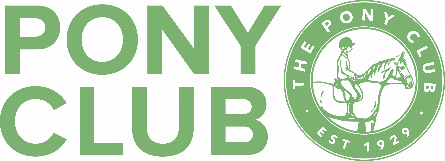 PONY
CLUB
THE PONY CLUB
· EST 1929 ·